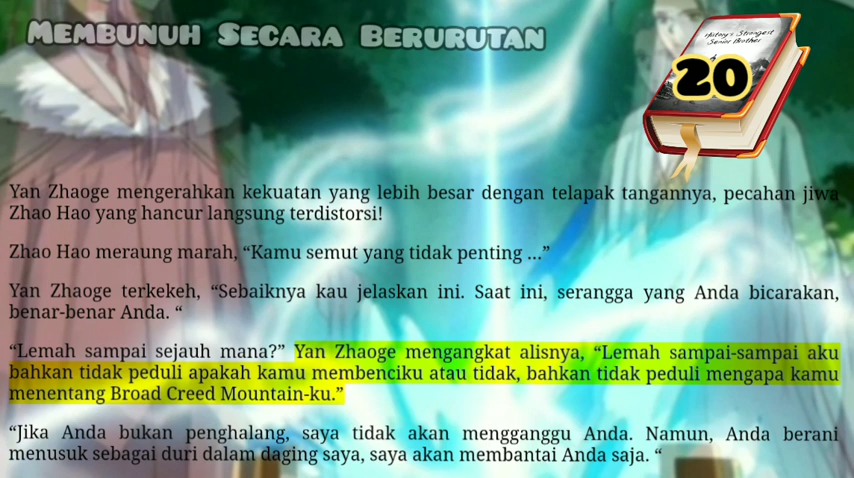 Membunuh Secara Berurutan
History's Strongest
Senior Brother
20
Yan Zhaoge mengerahkan kekuatan yang lebih besar dengan telapak tangannya, pecahan jiwa
Zhao Hao yang hancur langsung terdistorsi!
Zhao Hao meraung marah, “Kamu semut yang tidak penting ...”
Yan Zhaoge terkekeh, “Sebaiknya kau jelaskan ini. Saat ini, serangga yang Anda bicarakan,
benar-benar Anda. “
“Lemah sampai sejauh mana?” Yan Zhaoge mengangkat alisnya, “Lemah sampai-sampai aku
bahkan tidak peduli apakah kamu membenciku atau tidak, bahkan tidak peduli mengapa kamu
menentang Broad Creed Mountain-ku.”
“Jika Anda bukan penghalang, saya tidak akan mengganggu Anda. Namun, Anda berani
menusuk sebagai duri dalam daging saya, saya akan membantai Anda saja. “